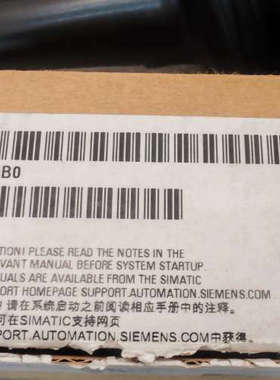 B0
TION! PLEASE READ THE NOTES IN THE
VANT MANUAL BEFORE SYSTEM STARTUP.
UALS ARE AVAILABLE FROM THE SIMATIC
PORT HOMEPAGE SUPPORT.AUTOMATION.SIEMENS.COM
请在系统启动之前阅读相应手册中的注释。
可在SIMATIC支持网页
PORT.AUTOMATION.SIEMENS.COM中获得。